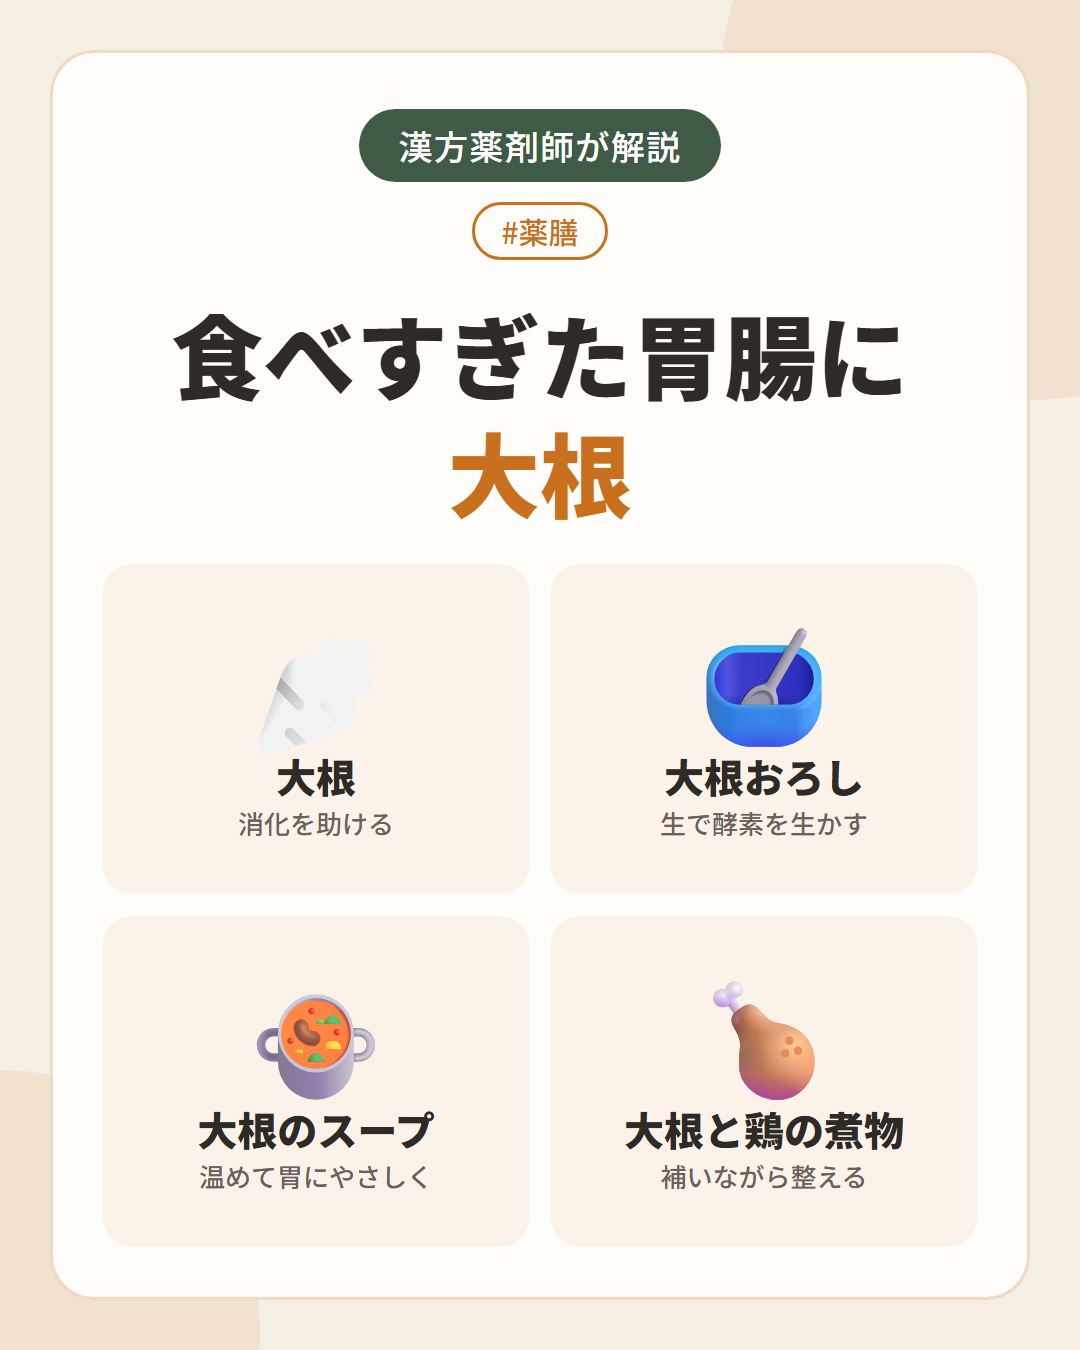 漢方薬剤師が解説
#薬膳
食べすぎた胃腸に
大根
大根
消化を助ける
大根おろし
生で酵素を生かす
大根のスープ
温めて胃にやさしく
大根と鶏の煮物
補いながら整える